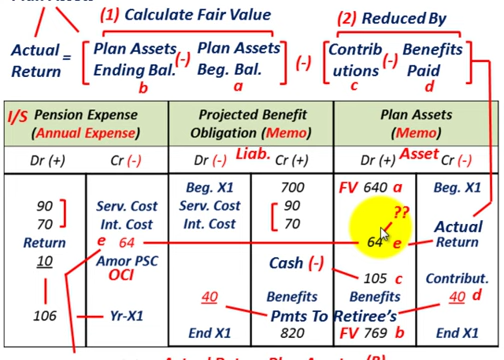 (1) Calculate Fair Value (2) Reduced By
Actual Return = [ Plan Assets Ending Bal. (-) Plan Assets Beg. Bal. ] (-) [ Contrib utions (-) Benefits Paid ]
b a c d
I/S Pension Expense Projected Benefit Plan Assets
(Annual Expense) Obligation (Memo) (Memo)
Dr (+) Cr (-) Dr (-) Liab. Cr (+) Dr (+) Asset Cr (-)
Beg. X1 700 FV 640 a Beg. X1
90 Serv. Cost Serv. Cost 90 ??
70 Int. Cost Int. Cost 70 Actual
Return e 64 64 e Return
10 Amor PSC Cash (-)
OCI 105 c Contribut.
40 Benefits Benefits 40 d
106 Yr-X1 Pmts To Retiree's
End X1 820 FV 769 b End X1